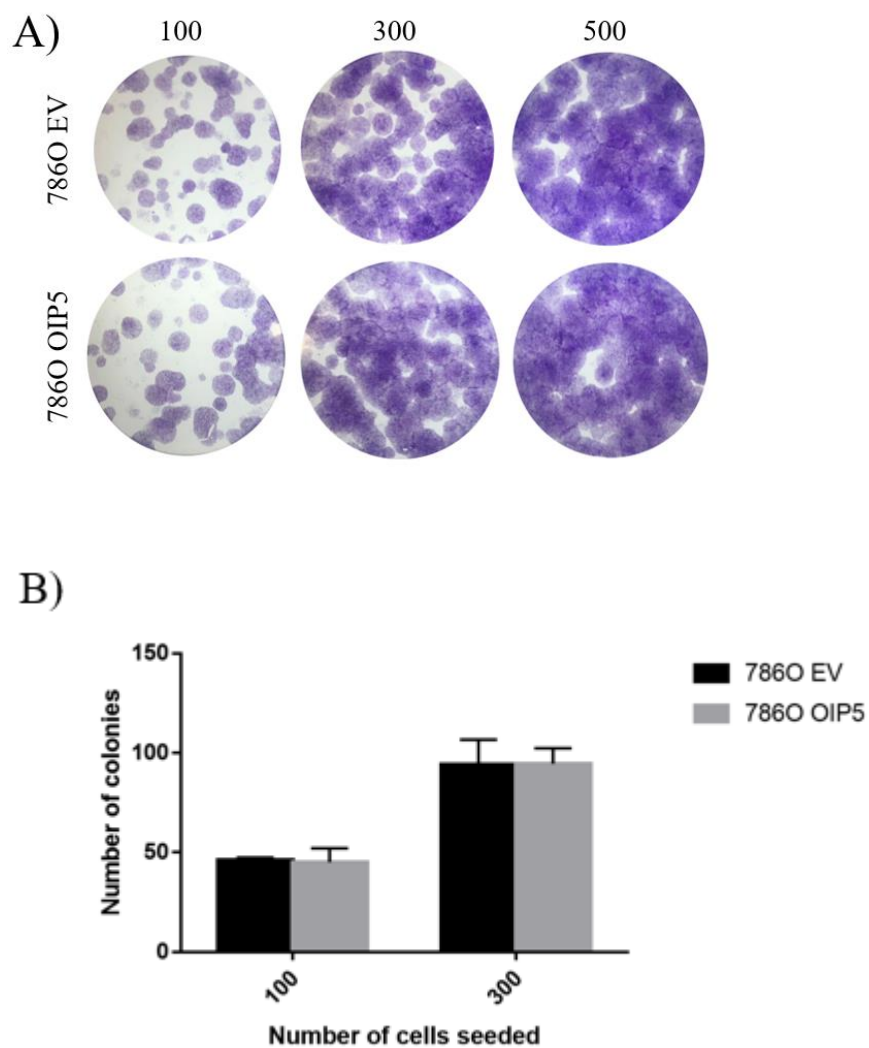 A)
100 300 500
786O EV
786O OIP5
B)
150
100
50
0
Number of colonies
100 300
Number of cells seeded
786O EV
786O OIP5